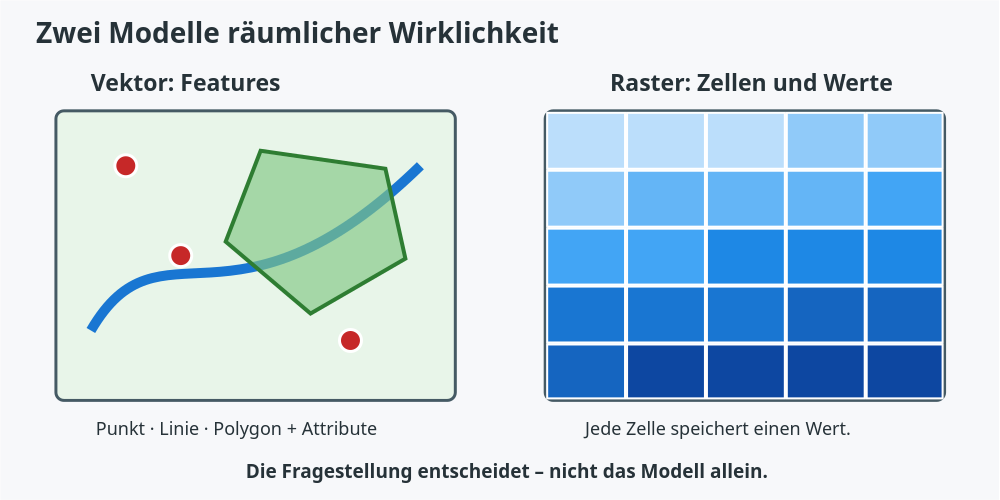 Zwei Modelle räumlicher Wirklichkeit
Vektor: Features
Raster: Zellen und Werte
Punkt · Linie · Polygon + Attribute
Jede Zelle speichert einen Wert.
Die Fragestellung entscheidet – nicht das Modell allein.